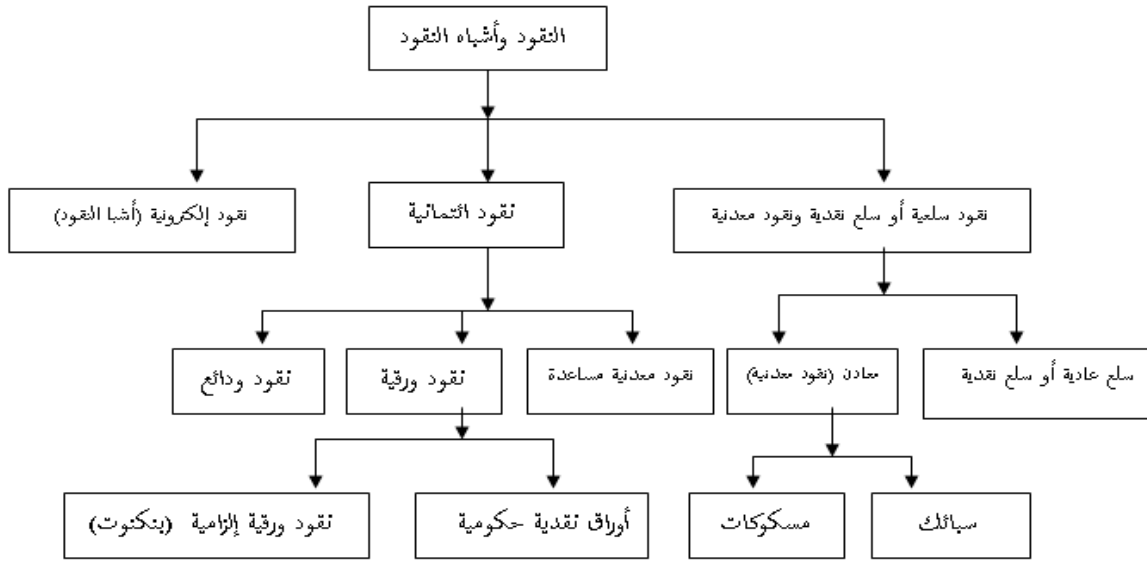 النقود وأشباه النقود
نقود سلعية أو سلع نقدية ونقود معدنية
نقود ائتمانية
نقود إلكترونية (أشبا النقود)
سلع عادية أو سلع نقدية
معادن (نقود معدنية)
نقود معدنية مساعدة
نقود ورقية
نقود ودائع
سبائك
مسكوكات
أوراق نقدية حكومية
نقود ورقية إلزامية (بنكنوت)